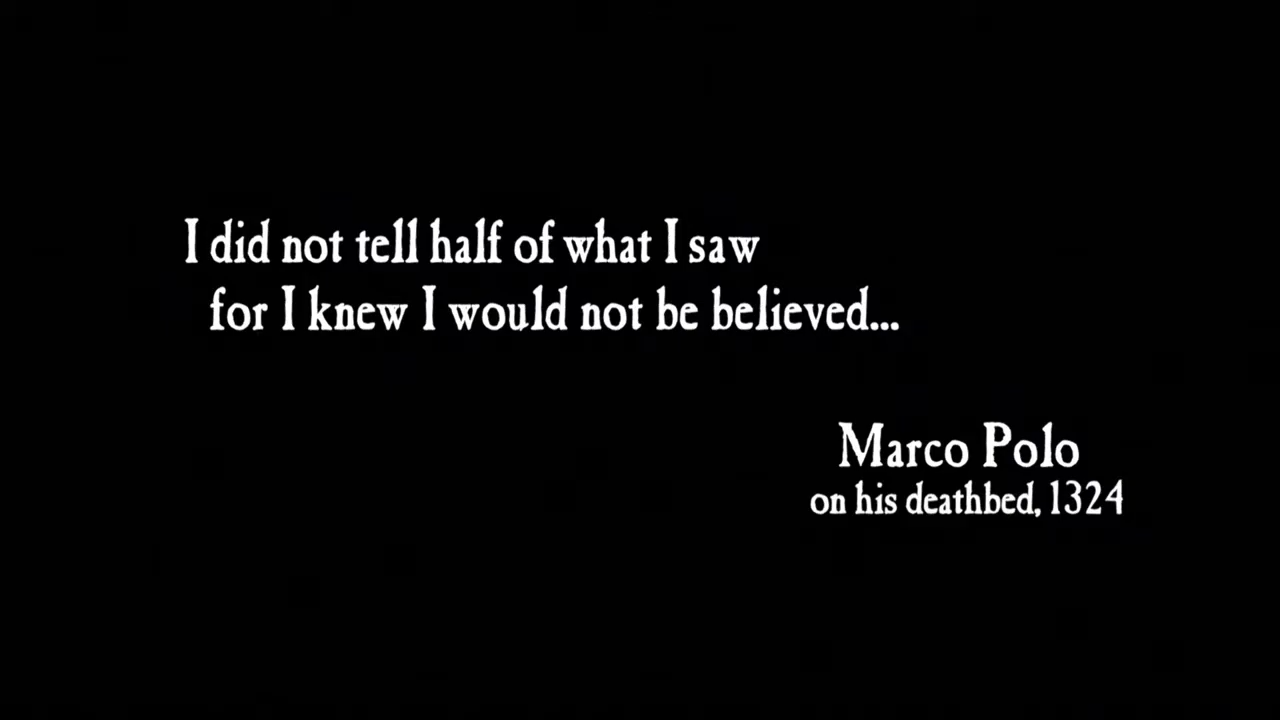 I did not tell half of what I saw
for I knew I would not be believed...
Marco Polo
on his deathbed, 1324